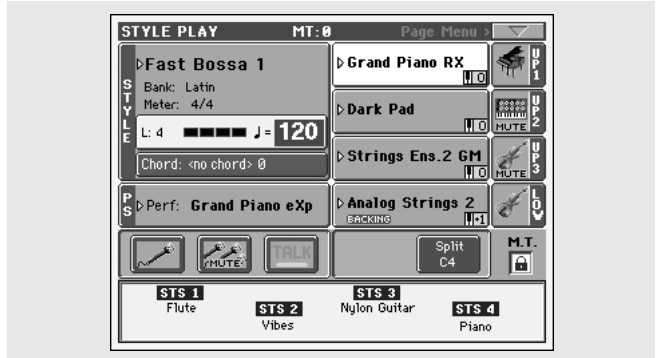 STYLE PLAY MT:0 Page Menu >
STYLE
Fast Bossa 1
Bank: Latin
Meter: 4/4
L: 4 ♩= 120
Chord: <no chord> 0
PS
Perf: Grand Piano eXp
Grand Piano RX
0
UP1
Dark Pad
0
MUTE
UP2
Strings Ens.2 GM
0
MUTE
UP3
Analog Strings 2
BACKING +1
LOW
MUTE
TALK
Split
C4
M.T.
STS 1
Flute
STS 2
Vibes
STS 3
Nylon Guitar
STS 4
Piano